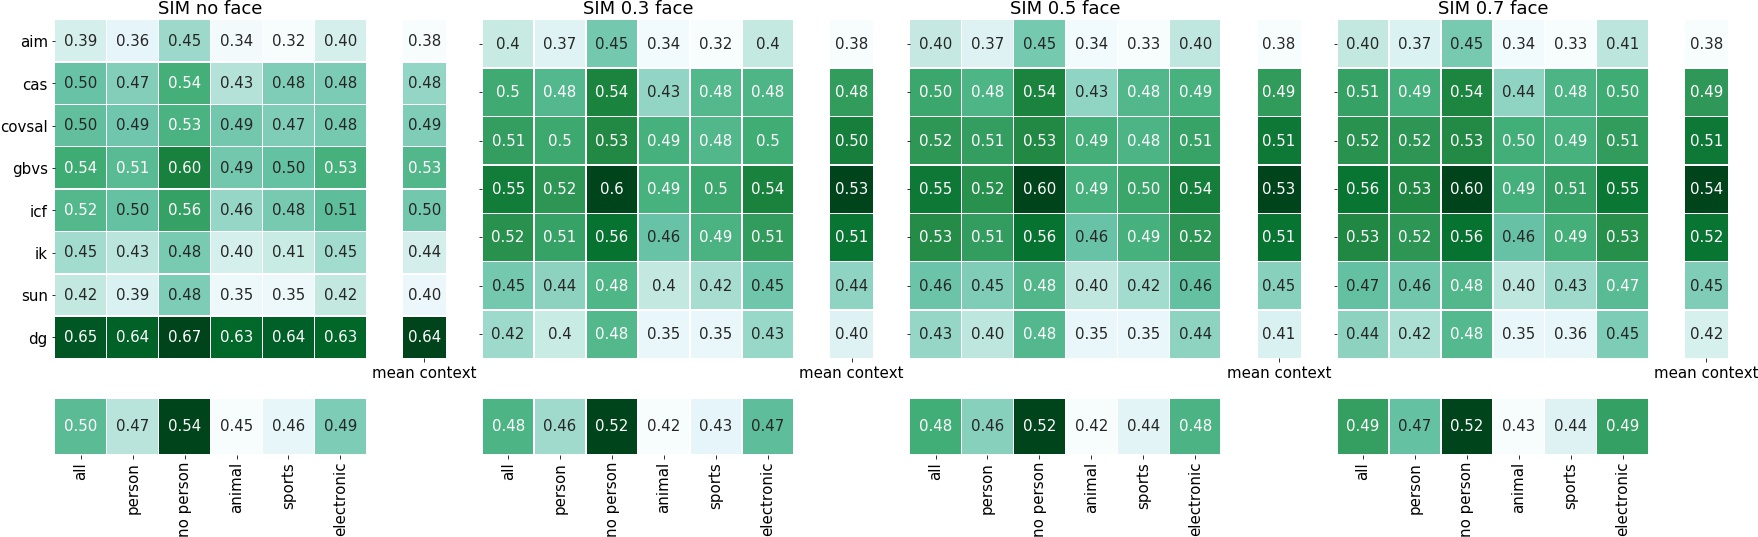 SIM no face SIM 0.3 face SIM 0.5 face SIM 0.7 face
aim 0.39 0.36 0.45 0.34 0.32 0.40 0.38 0.4 0.37 0.45 0.34 0.32 0.4 0.38 0.40 0.37 0.45 0.34 0.33 0.40 0.38 0.40 0.37 0.45 0.34 0.33 0.41 0.38
cas 0.50 0.47 0.54 0.43 0.48 0.48 0.48 0.5 0.48 0.54 0.43 0.48 0.48 0.48 0.50 0.48 0.54 0.43 0.48 0.49 0.49 0.51 0.49 0.54 0.44 0.48 0.50 0.49
covsal 0.50 0.49 0.53 0.49 0.47 0.48 0.49 0.51 0.5 0.53 0.49 0.48 0.5 0.50 0.52 0.51 0.53 0.49 0.48 0.51 0.51 0.52 0.52 0.53 0.50 0.49 0.51 0.51
gbvs 0.54 0.51 0.60 0.49 0.50 0.53 0.53 0.55 0.52 0.6 0.49 0.5 0.54 0.53 0.55 0.52 0.60 0.49 0.50 0.54 0.53 0.56 0.53 0.60 0.49 0.51 0.55 0.54
icf 0.52 0.50 0.56 0.46 0.48 0.51 0.50 0.52 0.51 0.56 0.46 0.49 0.51 0.51 0.53 0.51 0.56 0.46 0.49 0.52 0.51 0.53 0.52 0.56 0.46 0.49 0.53 0.52
ik 0.45 0.43 0.48 0.40 0.41 0.45 0.44 0.45 0.44 0.48 0.4 0.42 0.45 0.44 0.46 0.45 0.48 0.40 0.42 0.46 0.45 0.47 0.46 0.48 0.40 0.43 0.47 0.45
sun 0.42 0.39 0.48 0.35 0.35 0.42 0.40 0.42 0.4 0.48 0.35 0.35 0.43 0.40 0.43 0.40 0.48 0.35 0.35 0.44 0.41 0.44 0.42 0.48 0.35 0.36 0.45 0.42
dg 0.65 0.64 0.67 0.63 0.64 0.63 0.64
mean context mean context mean context mean context
0.50 0.47 0.54 0.45 0.46 0.49 0.48 0.46 0.52 0.42 0.43 0.47 0.48 0.46 0.52 0.42 0.44 0.48 0.49 0.47 0.52 0.43 0.44 0.49
all person no person animal sports electronic all person no person animal sports electronic all person no person animal sports electronic all person no person animal sports electronic